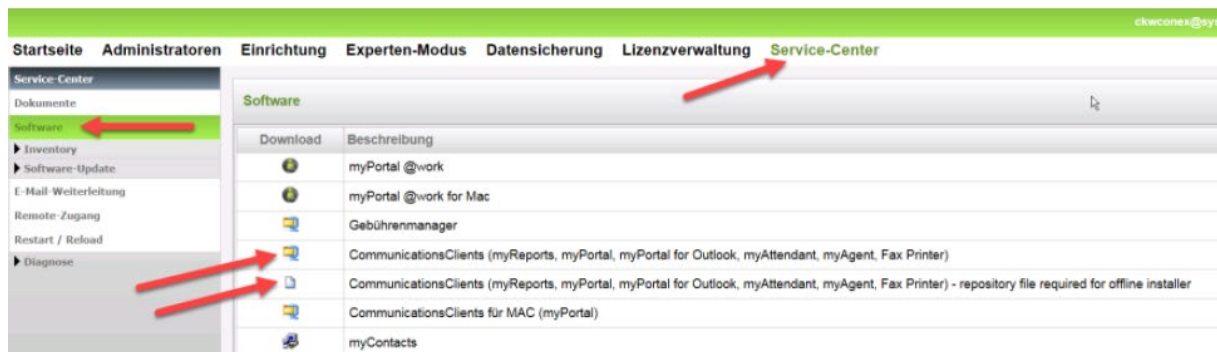 ckwconex@sys
Startseite Administratoren Einrichtung Experten-Modus Datensicherung Lizenzverwaltung Service-Center
Service-Center
Dokumente
Software
Inventory
Software-Update
E-Mail-Weiterleitung
Remote-Zugang
Restart / Reload
Diagnose
Software
Download Beschreibung
myPortal @work
myPortal @work for Mac
Gebührenmanager
CommunicationsClients (myReports, myPortal, myPortal for Outlook, myAttendant, myAgent, Fax Printer)
CommunicationsClients (myReports, myPortal, myPortal for Outlook, myAttendant, myAgent, Fax Printer) - repository file required for offline installer
CommunicationsClients für MAC (myPortal)
myContacts